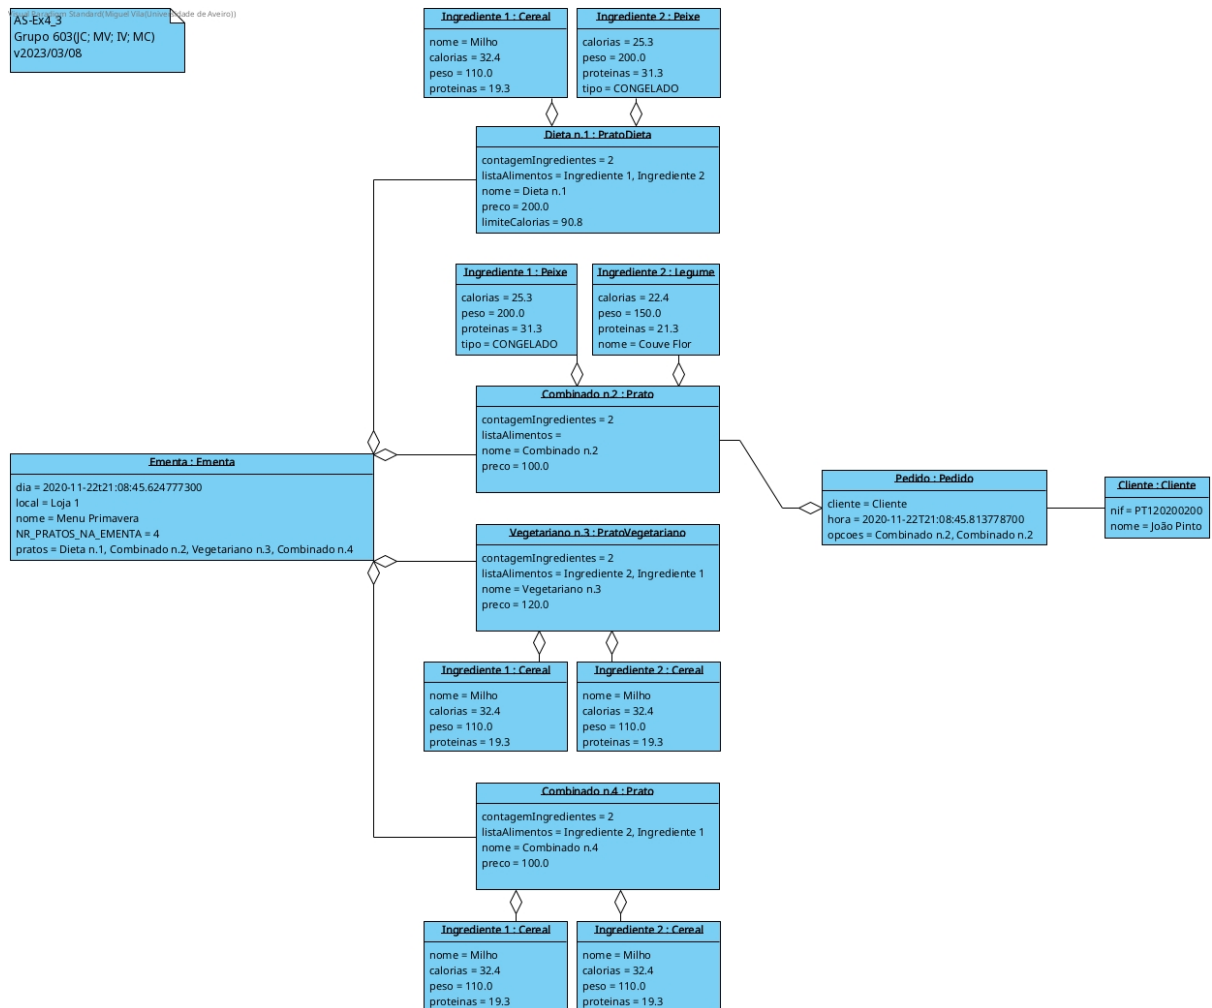 Visual Paradigm Standard(Miguel Vila(Universidade de Aveiro))
AS-Ex4_3
Grupo 603(JC; MV; IV; MC)
v2023/03/08
Ingrediente 1 : Cereal
nome = Milho
calorias = 32.4
peso = 110.0
proteinas = 19.3
Ingrediente 2 : Peixe
calorias = 25.3
peso = 200.0
proteinas = 31.3
tipo = CONGELADO
Dieta n.1 : PratoDieta
contagemIngredientes = 2
listaAlimentos = Ingrediente 1, Ingrediente 2
nome = Dieta n.1
preco = 200.0
limiteCalorias = 90.8
Ingrediente 1 : Peixe
calorias = 25.3
peso = 200.0
proteinas = 31.3
tipo = CONGELADO
Ingrediente 2 : Legume
calorias = 22.4
peso = 150.0
proteinas = 21.3
nome = Couve Flor
Combinado n.2 : Prato
contagemIngredientes = 2
listaAlimentos =
nome = Combinado n.2
preco = 100.0
Ementa : Ementa
dia = 2020-11-22t21:08:45.624777300
local = Loja 1
nome = Menu Primavera
NR_PRATOS_NA_EMENTA = 4
pratos = Dieta n.1, Combinado n.2, Vegetariano n.3, Combinado n.4
Pedido : Pedido
cliente = Cliente
hora = 2020-11-22T21:08:45.813778700
opcoes = Combinado n.2, Combinado n.2
Cliente : Cliente
nif = PT120200200
nome = João Pinto
Vegetariano n.3 : PratoVegetariano
contagemIngredientes = 2
listaAlimentos = Ingrediente 2, Ingrediente 1
nome = Vegetariano n.3
preco = 120.0
Ingrediente 1 : Cereal
nome = Milho
calorias = 32.4
peso = 110.0
proteinas = 19.3
Ingrediente 2 : Cereal
nome = Milho
calorias = 32.4
peso = 110.0
proteinas = 19.3
Combinado n.4 : Prato
contagemIngredientes = 2
listaAlimentos = Ingrediente 2, Ingrediente 1
nome = Combinado n.4
preco = 100.0
Ingrediente 1 : Cereal
nome = Milho
calorias = 32.4
peso = 110.0
proteinas = 19.3
Ingrediente 2 : Cereal
nome = Milho
calorias = 32.4
peso = 110.0
proteinas = 19.3